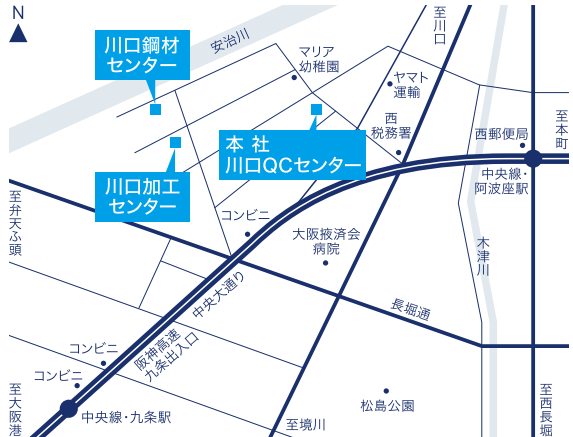 N
安治川
至川口
川口鋼材
センター
マリア
幼稚園
ヤマト
運輸
西
税務署
至本町
西郵便局
本 社
川口QCセンター
中央線・
阿波座駅
川口加工
センター
至弁天ふ頭
コンビニ
大阪掖済会
病院
木津川
中央大通り
長堀通
阪神高速
九条出入口
コンビニ
コンビニ
至大阪港
中央線・九条駅
至境川
松島公園
至西長堀